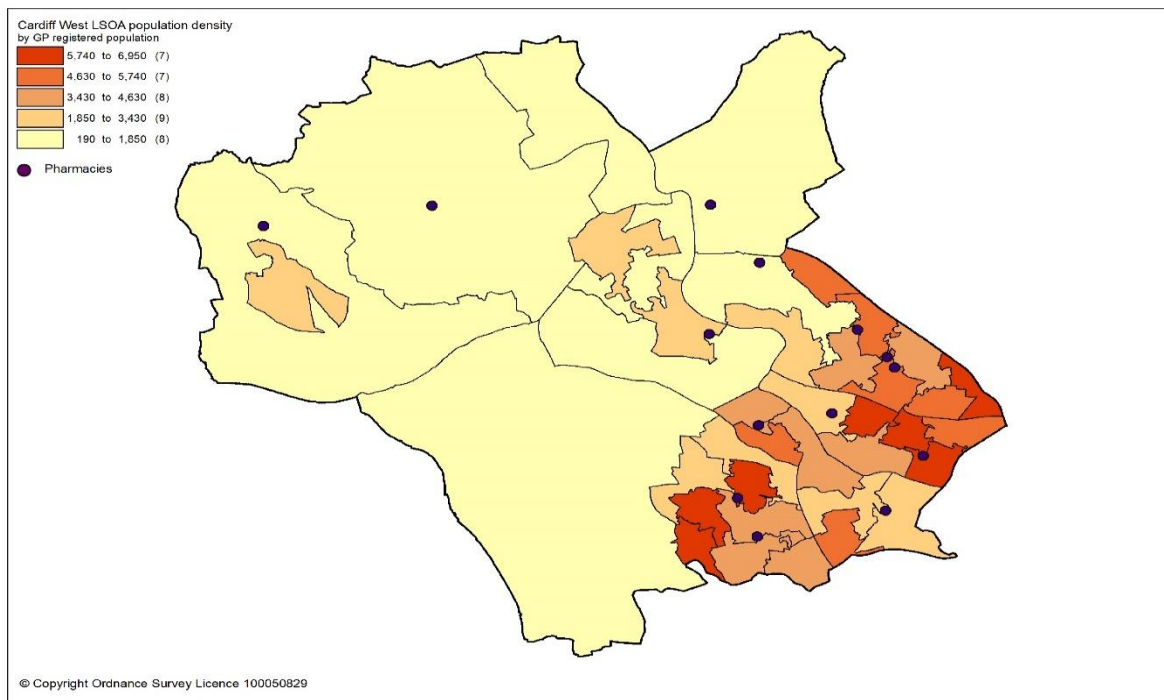 Cardiff West LSOA population density
by GP registered population
5,740 to 6,950 (7)
4,630 to 5,740 (7)
3,430 to 4,630 (8)
1,850 to 3,430 (9)
190 to 1,850 (8)
Pharmacies
© Copyright Ordnance Survey Licence 100050829